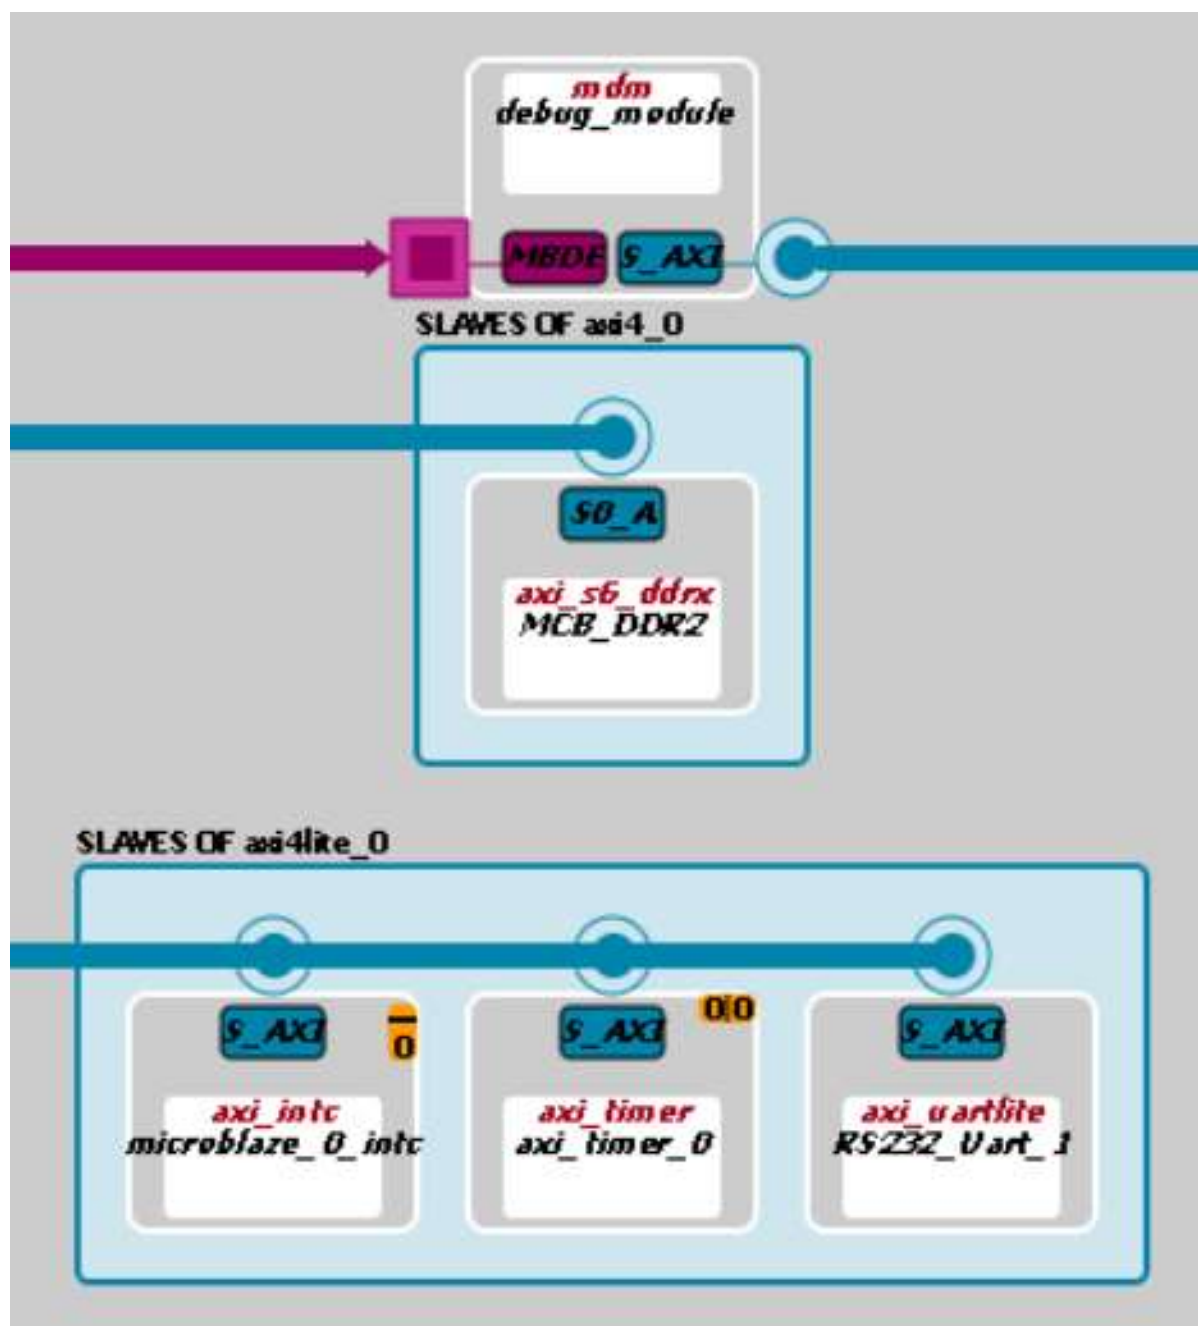 mdm
debug_module
MBDE S_AXI
SLAVES OF axi4_0
S0_A
axi_s6_ddrx
MCB_DDR2
SLAVES OF axi4lite_0
S_AXI 0 S_AXI 0|0 S_AXI
axi_intc axi_timer axi_uartlite
microblaze_0_intc axi_timer_0 RS232_Uart_1